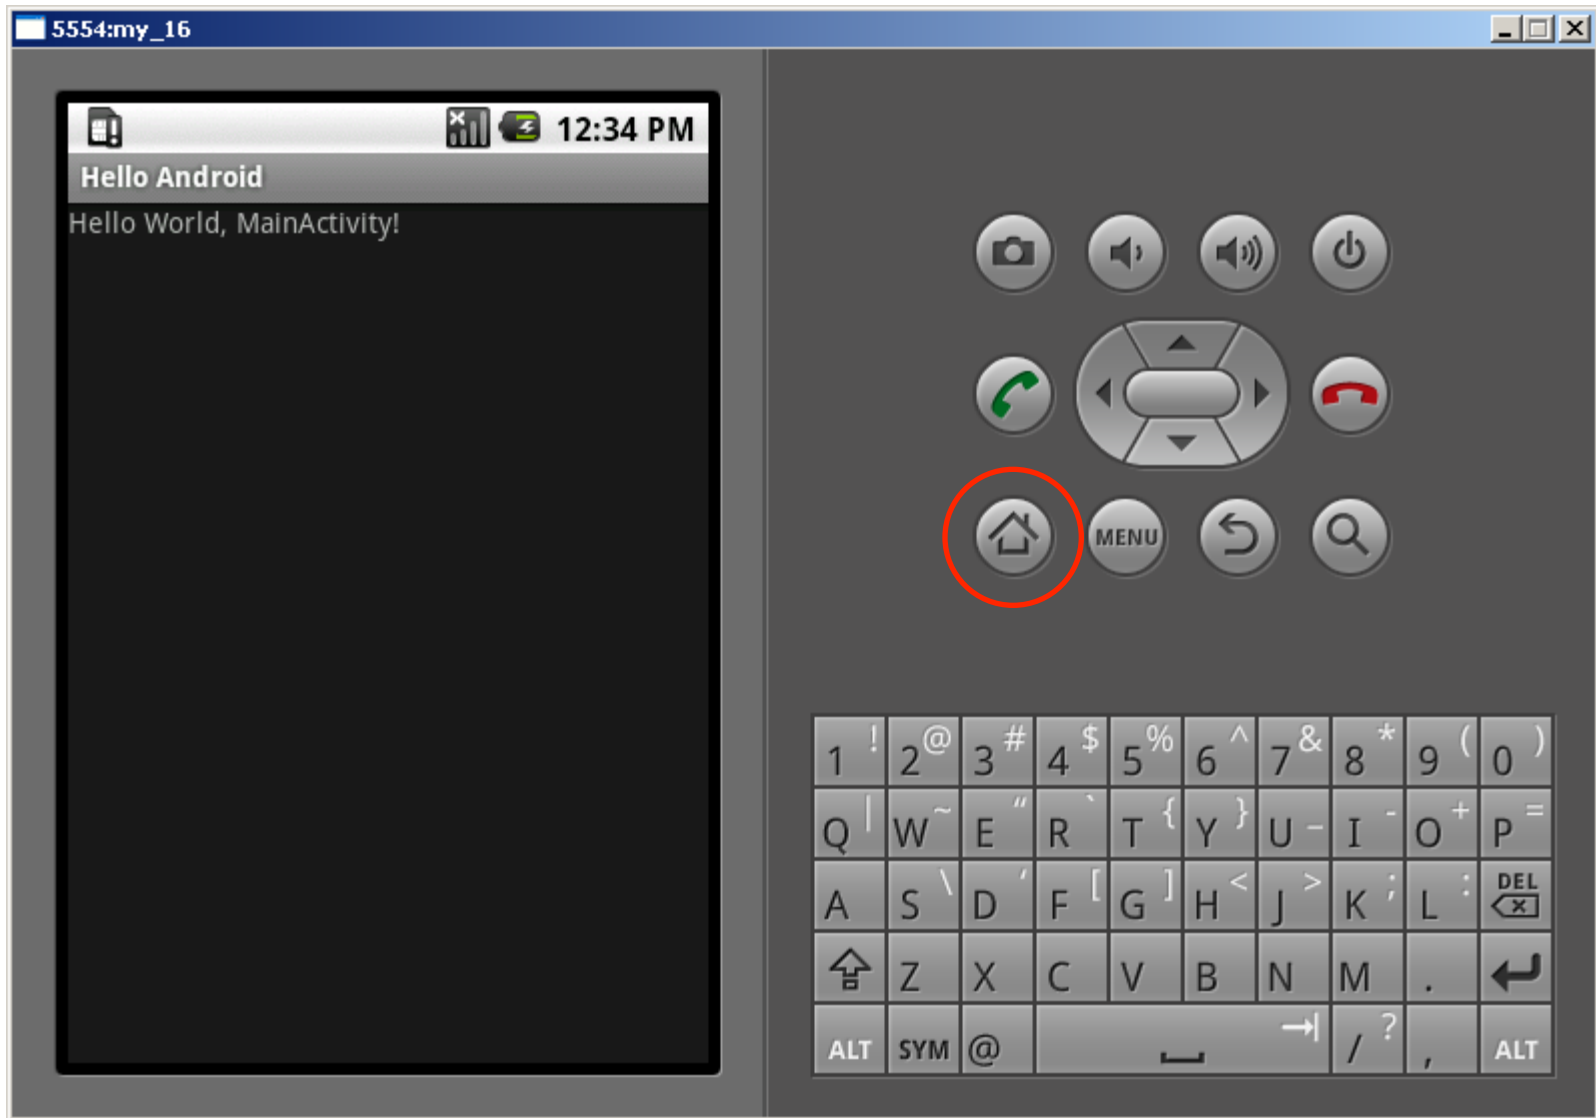 5554:my_16
12:34 PM
Hello Android
Hello World, MainActivity!
MENU
1 ! 2 @ 3 # 4 $ 5 % 6 ^ 7 & 8 * 9 ( 0 )
Q | W ~ E " R ` T { Y } U _ I - O + P =
A S \ D ' F [ G ] H < J > K ; L : DEL
Z X C V B N M .
ALT SYM @ / ? , ALT